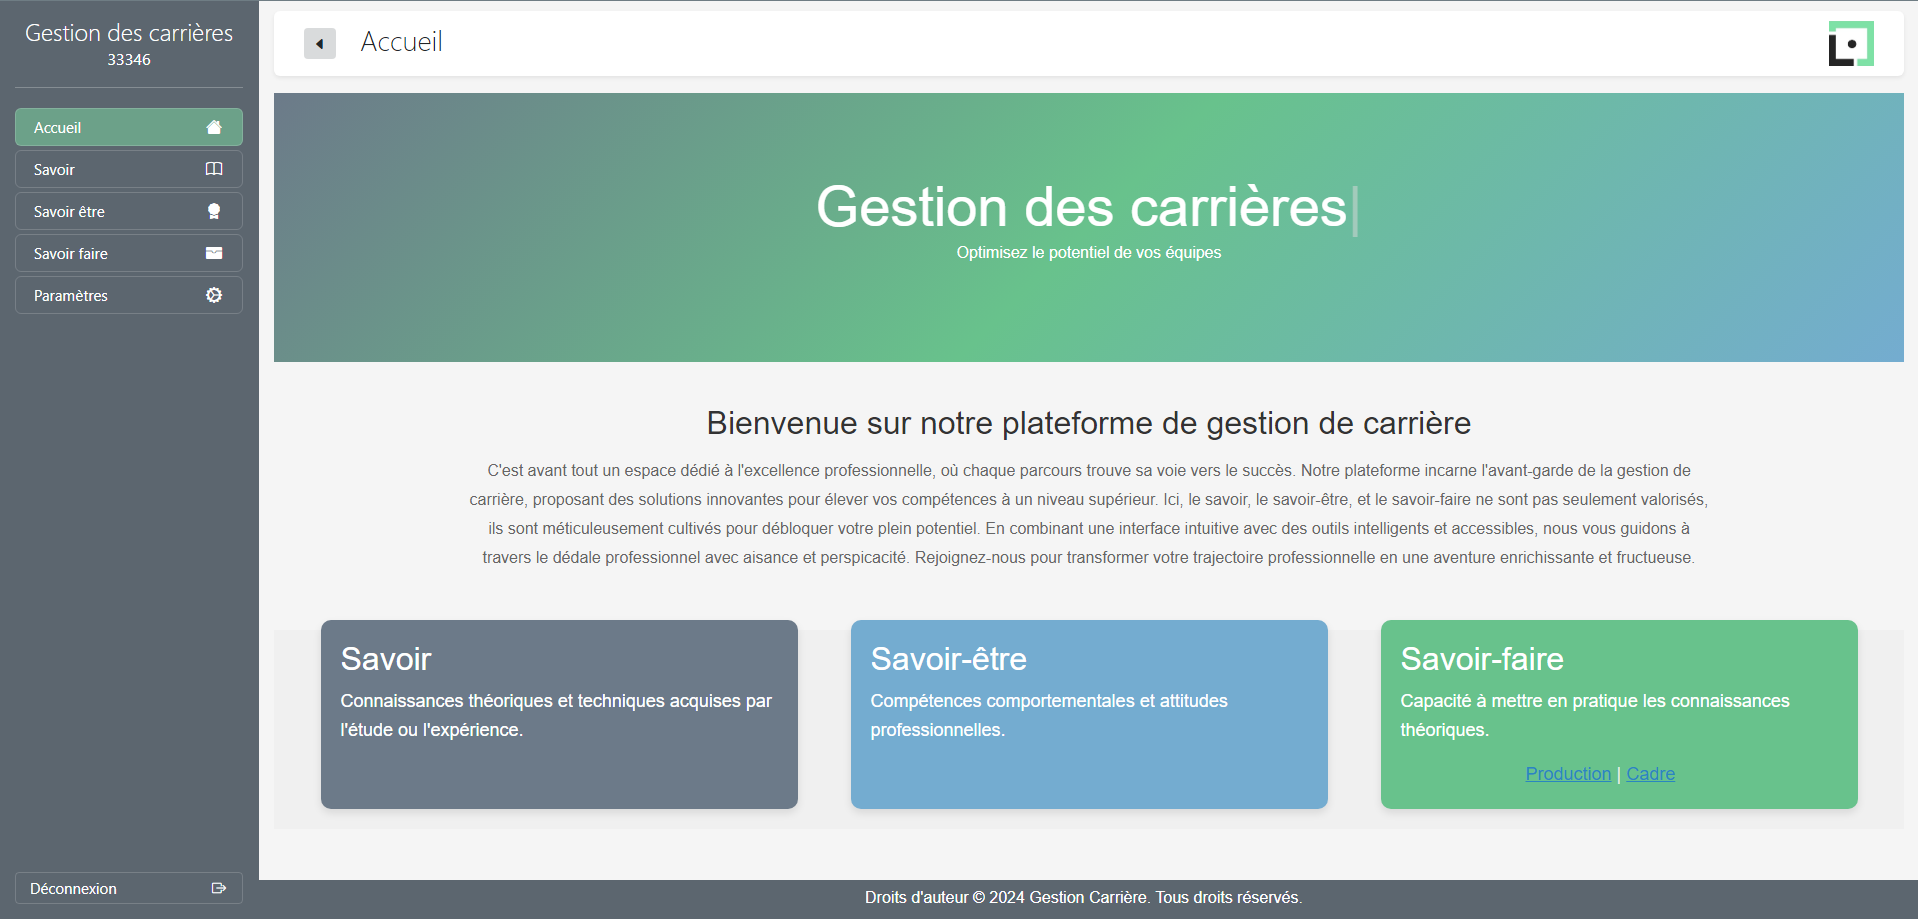 Gestion des carrières
33346
Accueil
Savoir
Savoir être
Savoir faire
Paramètres
Déconnexion
Accueil
Gestion des carrières
Optimisez le potentiel de vos équipes
Bienvenue sur notre plateforme de gestion de carrière
C'est avant tout un espace dédié à l'excellence professionnelle, où chaque parcours trouve sa voie vers le succès. Notre plateforme incarne l'avant-garde de la gestion de
carrière, proposant des solutions innovantes pour élever vos compétences à un niveau supérieur. Ici, le savoir, le savoir-être, et le savoir-faire ne sont pas seulement valorisés,
ils sont méticuleusement cultivés pour débloquer votre plein potentiel. En combinant une interface intuitive avec des outils intelligents et accessibles, nous vous guidons à
travers le dédale professionnel avec aisance et perspicacité. Rejoignez-nous pour transformer votre trajectoire professionnelle en une aventure enrichissante et fructueuse.
Savoir
Connaissances théoriques et techniques acquises par
l'étude ou l'expérience.
Savoir-être
Compétences comportementales et attitudes
professionnelles.
Savoir-faire
Capacité à mettre en pratique les connaissances
théoriques.
Production | Cadre
Droits d'auteur © 2024 Gestion Carrière. Tous droits réservés.